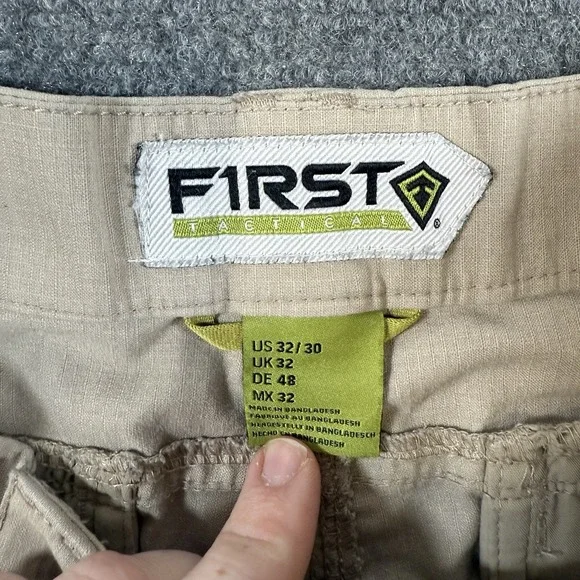 F1RST
TACTICAL
®
US 32/30
UK 32
DE 48
MX 32
MADE IN BANGLADESH
FABRIQUE AU BANGLADESH
HERGESTELLT IN BANGLADESCH
HECHO EN BANGLADESH